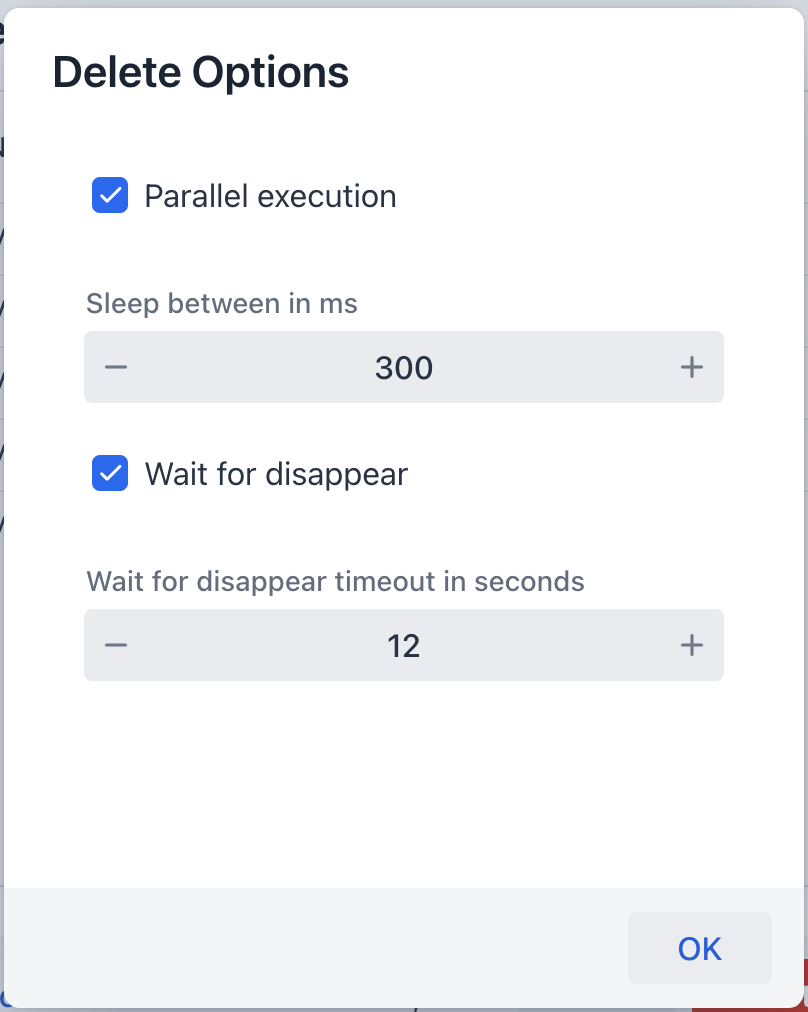 Delete Options
Parallel execution
Sleep between in ms
300
Wait for disappear
Wait for disappear timeout in seconds
12
OK